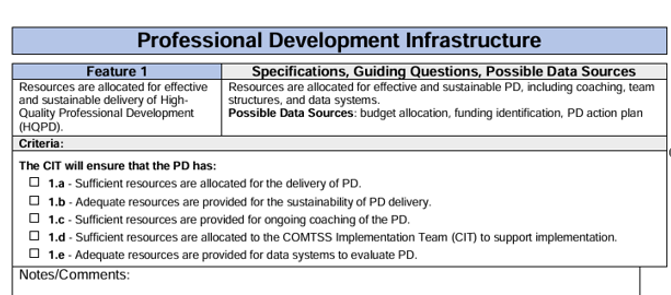 Professional Development Infrastructure
Feature 1
Specifications, Guiding Questions, Possible Data Sources
Resources are allocated for effective
and sustainable delivery of High-
Quality Professional Development
(HQPD).
Resources are allocated for effective and sustainable PD, including coaching, team
structures, and data systems.
Possible Data Sources: budget allocation, funding identification, PD action plan
Criteria:
The CIT will ensure that the PD has:
☐ 1.a - Sufficient resources are allocated for the delivery of PD.
☐ 1.b - Adequate resources are provided for the sustainability of PD delivery.
☐ 1.c - Sufficient resources are provided for ongoing coaching of the PD.
☐ 1.d - Sufficient resources are allocated to the COMTSS Implementation Team (CIT) to support implementation.
☐ 1.e - Adequate resources are provided for data systems to evaluate PD.
Notes/Comments: